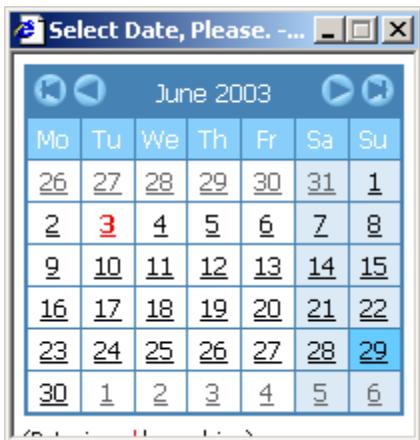 Select Date, Please. -...
June 2003
Mo Tu We Th Fr Sa Su
26 27 28 29 30 31 1
2 3 4 5 6 7 8
9 10 11 12 13 14 15
16 17 18 19 20 21 22
23 24 25 26 27 28 29
30 1 2 3 4 5 6